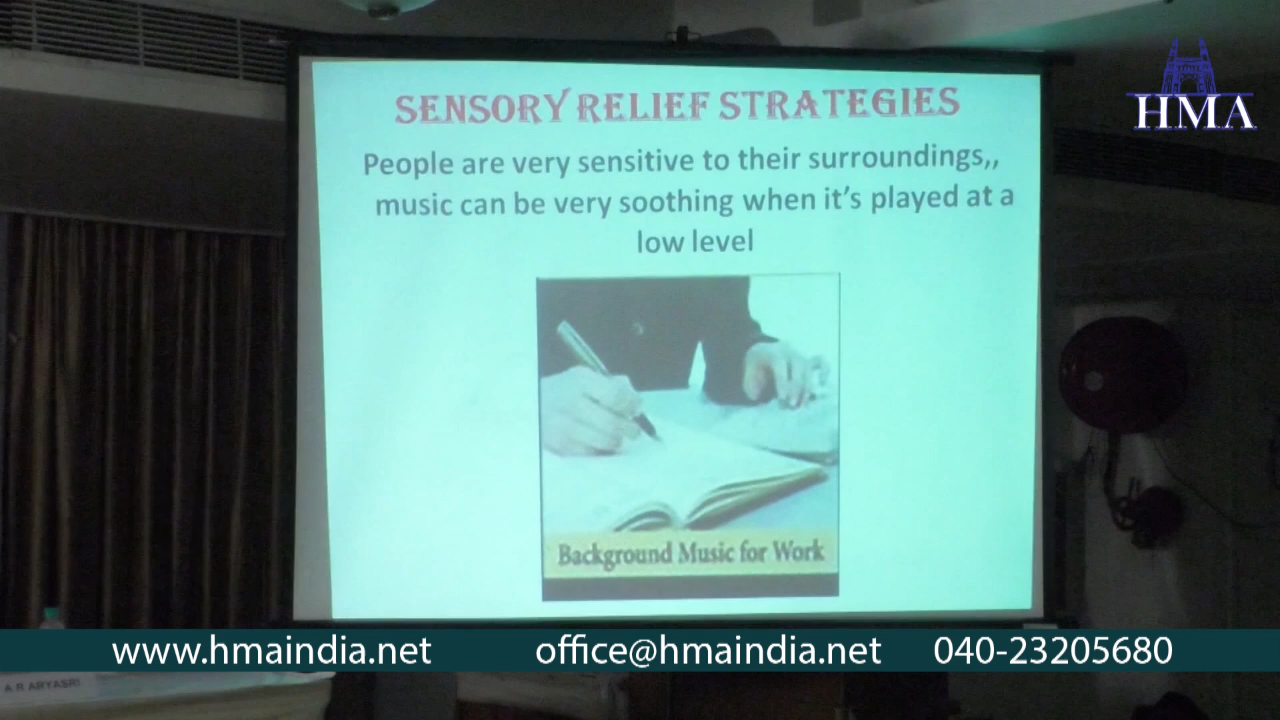 HMA
SENSORY RELIEF STRATEGIES
People are very sensitive to their surroundings,,
music can be very soothing when it's played at a
low level
Background Music for Work
www.hmaindia.net office@hmaindia.net 040-23205680
A R ARYASRI